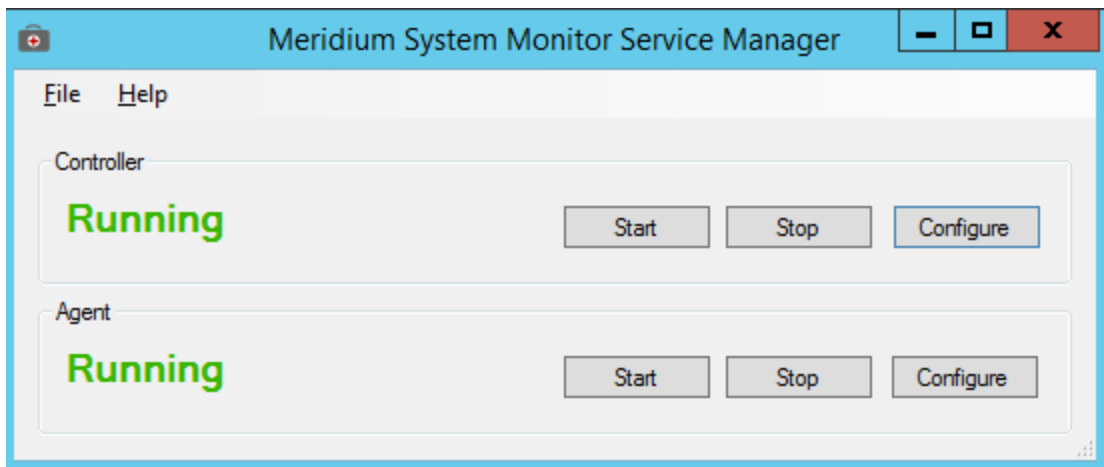 Meridium System Monitor Service Manager
File Help
Controller
Running Start Stop Configure
Agent
Running Start Stop Configure